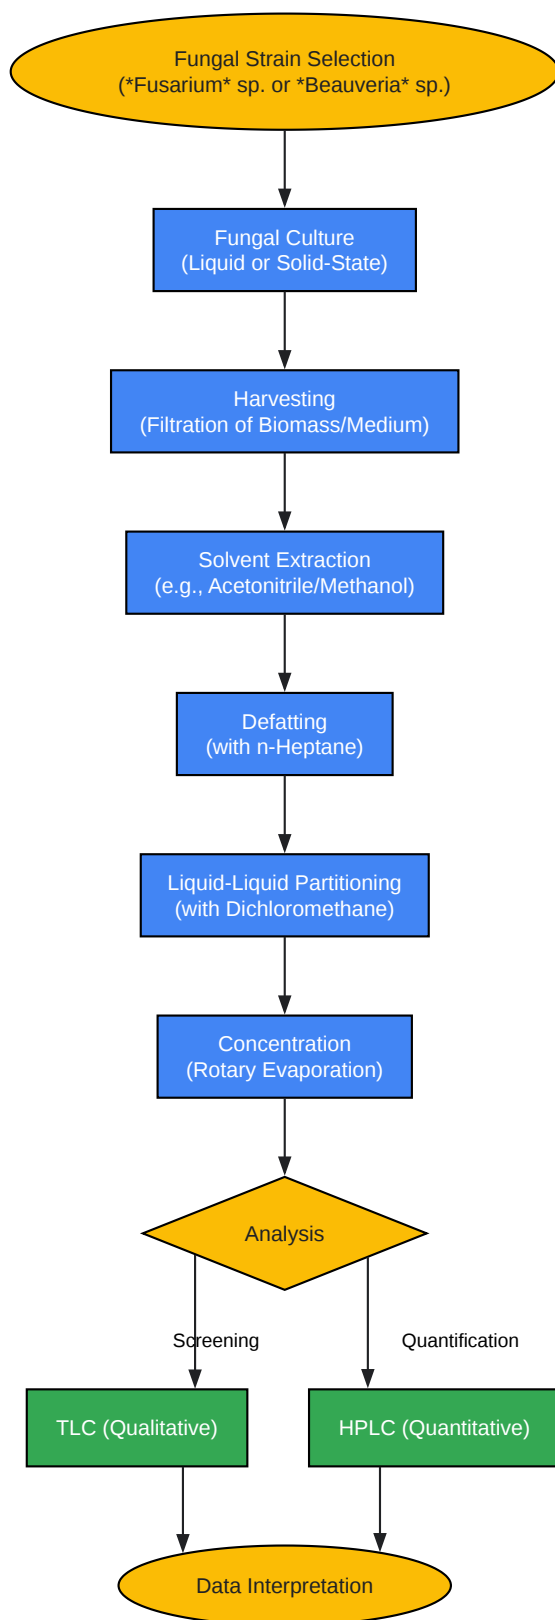 Fungal Strain Selection
(*Fusarium* sp. or *Beauveria* sp.)
Fungal Culture
(Liquid or Solid-State)
Harvesting
(Filtration of Biomass/Medium)
Solvent Extraction
(e.g., Acetonitrile/Methanol)
Defatting
(with n-Heptane)
Liquid-Liquid Partitioning
(with Dichloromethane)
Concentration
(Rotary Evaporation)
Analysis
Screening
Quantification
TLC (Qualitative)
HPLC (Quantitative)
Data Interpretation